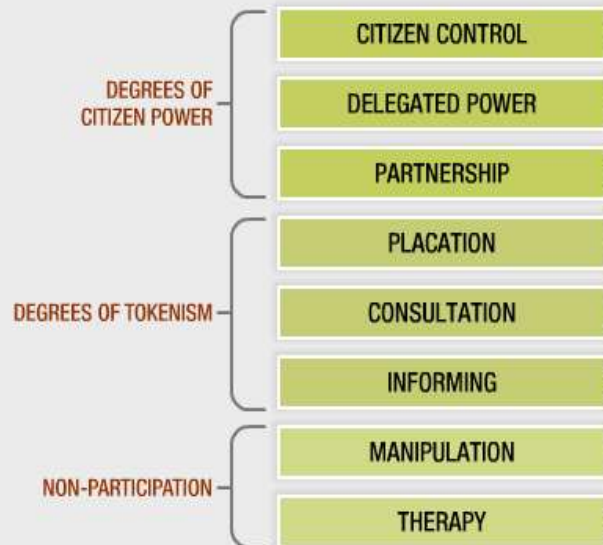 DEGREES OF
CITIZEN POWER
CITIZEN CONTROL
DELEGATED POWER
PARTNERSHIP
DEGREES OF TOKENISM
PLACATION
CONSULTATION
INFORMING
NON-PARTICIPATION
MANIPULATION
THERAPY